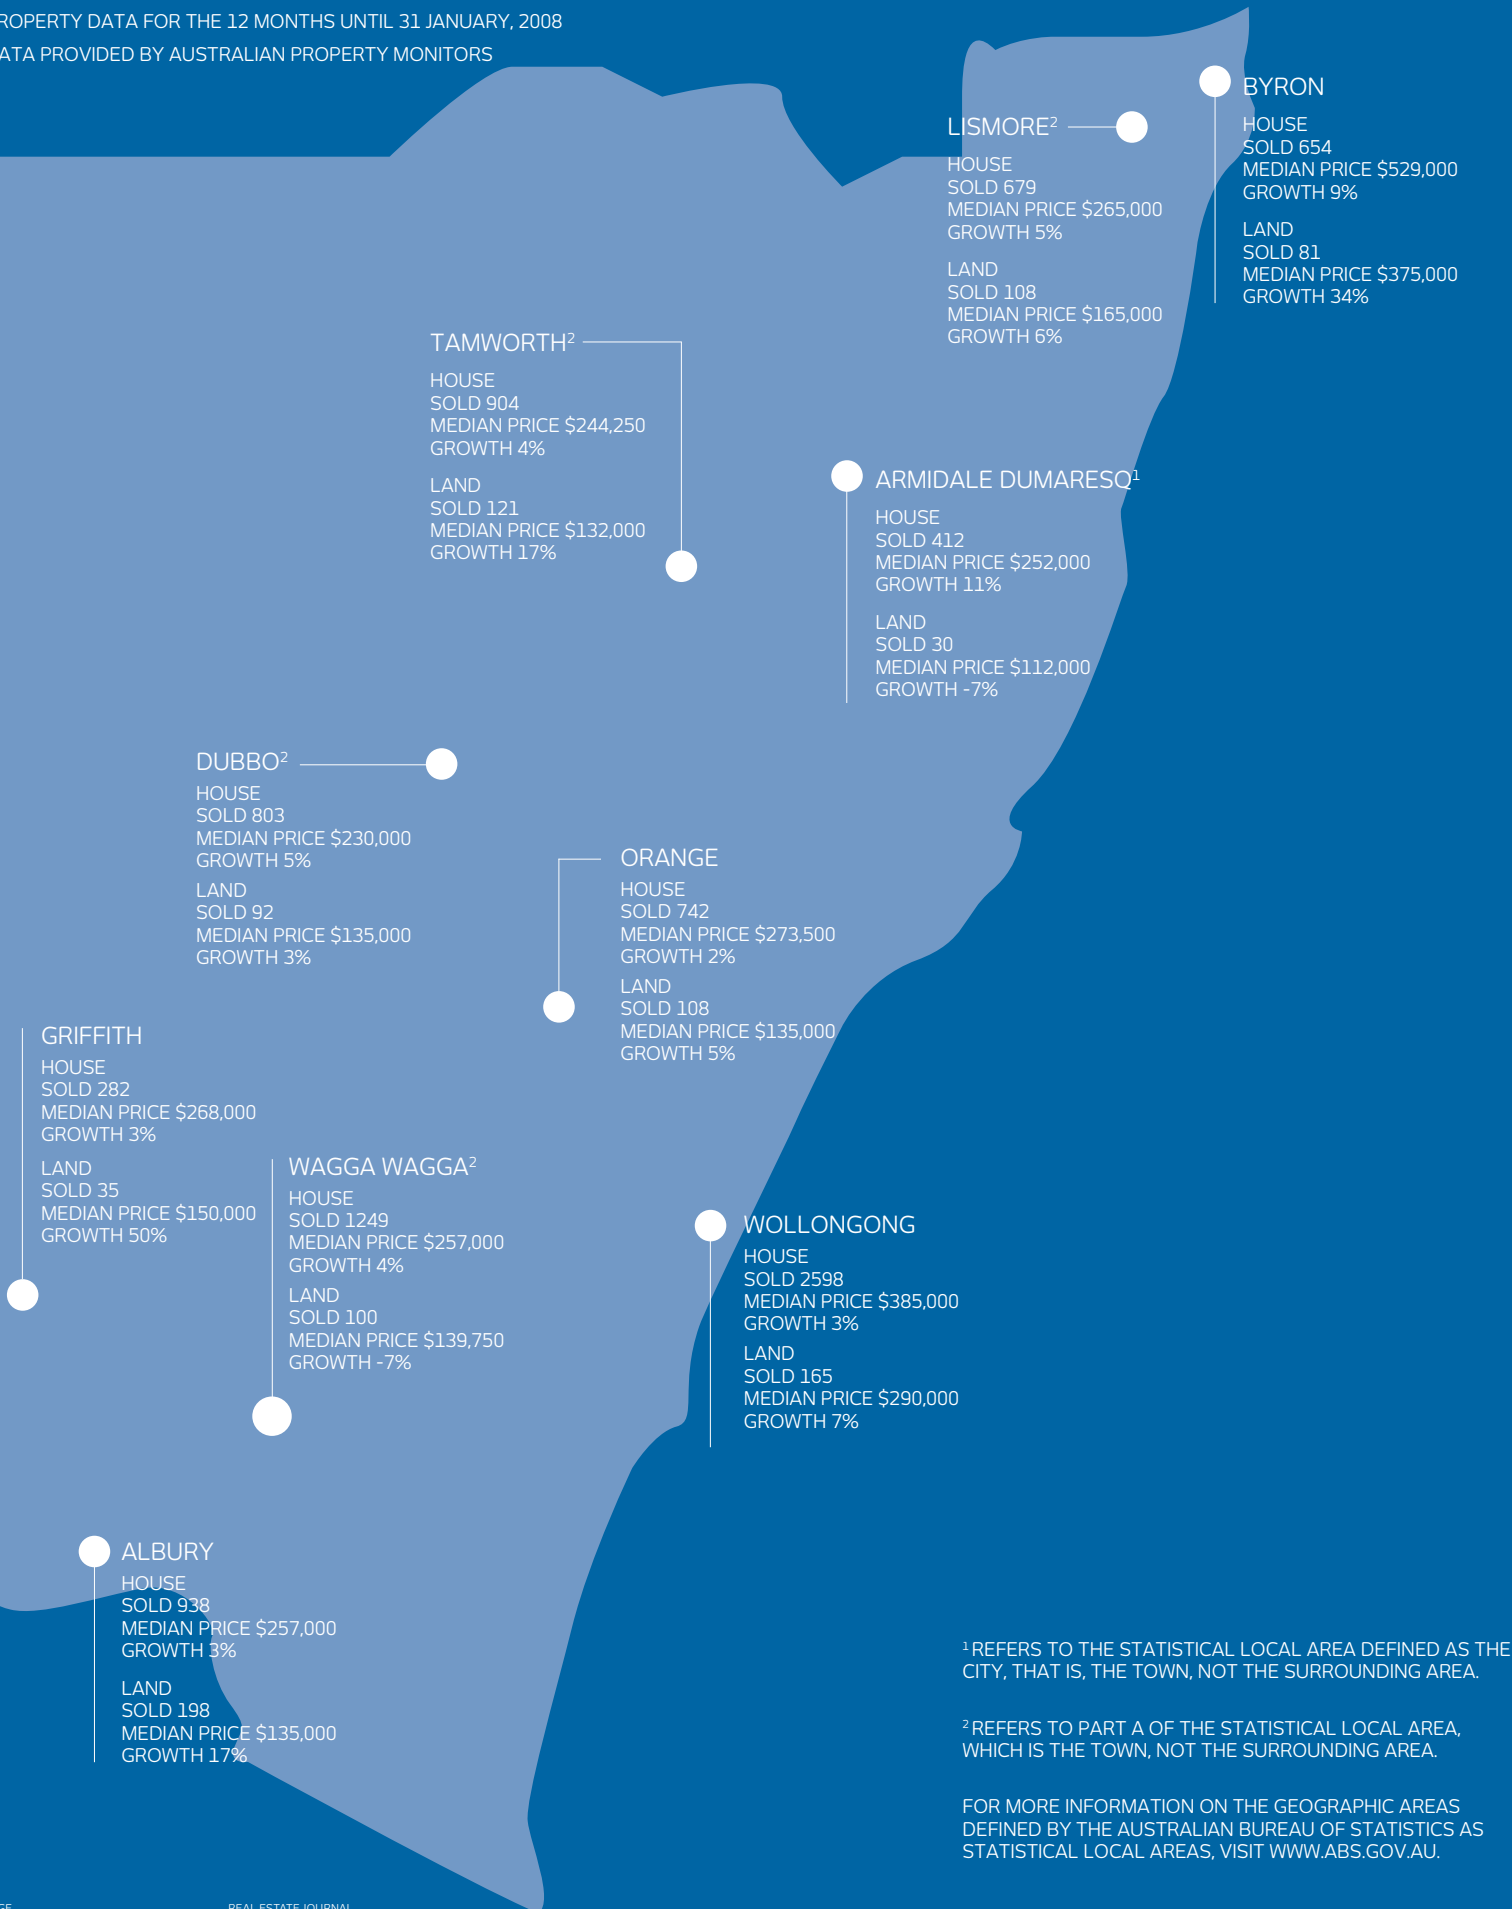 ROPERTY DATA FOR THE 12 MONTHS UNTIL 31 JANUARY, 2008
ATA PROVIDED BY AUSTRALIAN PROPERTY MONITORS
BYRON
HOUSE
SOLD 654
MEDIAN PRICE $529,000
GROWTH 9%
LAND
SOLD 81
MEDIAN PRICE $375,000
GROWTH 34%
LISMORE²
HOUSE
SOLD 679
MEDIAN PRICE $265,000
GROWTH 5%
LAND
SOLD 108
MEDIAN PRICE $165,000
GROWTH 6%
TAMWORTH²
HOUSE
SOLD 904
MEDIAN PRICE $244,250
GROWTH 4%
LAND
SOLD 121
MEDIAN PRICE $132,000
GROWTH 17%
ARMIDALE DUMARESQ¹
HOUSE
SOLD 412
MEDIAN PRICE $252,000
GROWTH 11%
LAND
SOLD 30
MEDIAN PRICE $112,000
GROWTH -7%
DUBBO²
HOUSE
SOLD 803
MEDIAN PRICE $230,000
GROWTH 5%
LAND
SOLD 92
MEDIAN PRICE $135,000
GROWTH 3%
ORANGE
HOUSE
SOLD 742
MEDIAN PRICE $273,500
GROWTH 2%
LAND
SOLD 108
MEDIAN PRICE $135,000
GROWTH 5%
GRIFFITH
HOUSE
SOLD 282
MEDIAN PRICE $268,000
GROWTH 3%
LAND
SOLD 35
MEDIAN PRICE $150,000
GROWTH 50%
WAGGA WAGGA²
HOUSE
SOLD 1249
MEDIAN PRICE $257,000
GROWTH 4%
LAND
SOLD 100
MEDIAN PRICE $139,750
GROWTH -7%
WOLLONGONG
HOUSE
SOLD 2598
MEDIAN PRICE $385,000
GROWTH 3%
LAND
SOLD 165
MEDIAN PRICE $290,000
GROWTH 7%
ALBURY
HOUSE
SOLD 938
MEDIAN PRICE $257,000
GROWTH 3%
LAND
SOLD 198
MEDIAN PRICE $135,000
GROWTH 17%
¹ REFERS TO THE STATISTICAL LOCAL AREA DEFINED AS THE
CITY, THAT IS, THE TOWN, NOT THE SURROUNDING AREA.
² REFERS TO PART A OF THE STATISTICAL LOCAL AREA,
WHICH IS THE TOWN, NOT THE SURROUNDING AREA.
FOR MORE INFORMATION ON THE GEOGRAPHIC AREAS
DEFINED BY THE AUSTRALIAN BUREAU OF STATISTICS AS
STATISTICAL LOCAL AREAS, VISIT WWW.ABS.GOV.AU.
REAL ESTATE JOURNAL